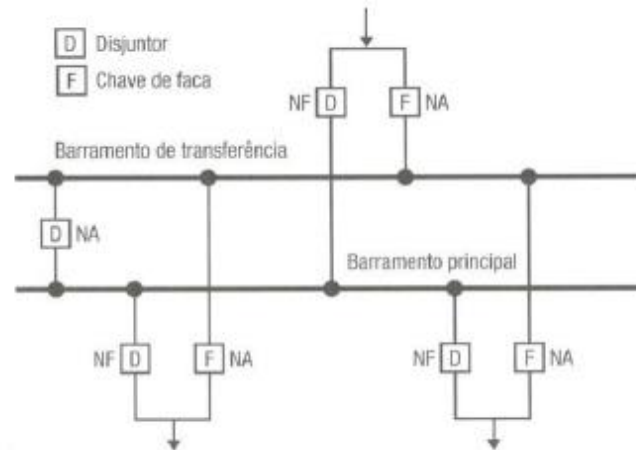 D Disjuntor
F Chave de faca
NF D F NA
Barramento de transferência
D NA
Barramento principal
NF D F NA NF D F NA